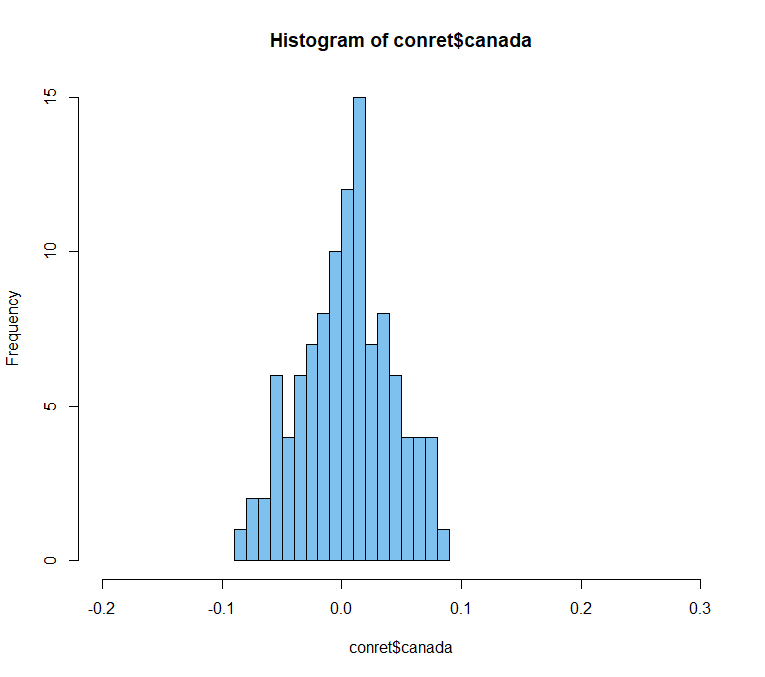 Histogram of conret$canada
15
10
5
0
Frequency
-0.2 -0.1 0.0 0.1 0.2 0.3
conret$canada